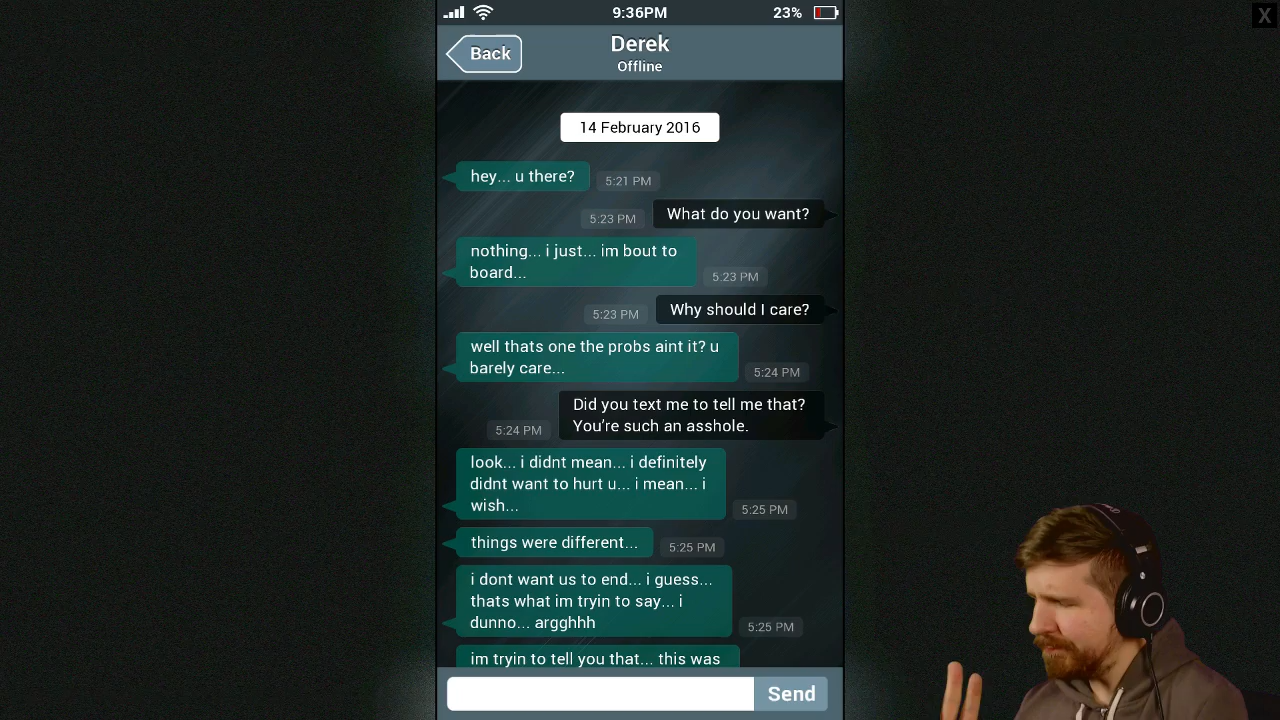 9:36PM
23%
X
Back
Derek
Offline
14 February 2016
hey... u there?
5:21 PM
5:23 PM
What do you want?
nothing... i just... im bout to
board...
5:23 PM
5:23 PM
Why should I care?
well thats one the probs aint it? u
barely care...
5:24 PM
Did you text me to tell me that?
You're such an asshole.
5:24 PM
look... i didnt mean... i definitely
didnt want to hurt u... i mean... i
wish...
5:25 PM
things were different...
5:25 PM
i dont want us to end... i guess...
thats what im tryin to say... i
dunno... argghhh
5:25 PM
im tryin to tell you that... this was
Send